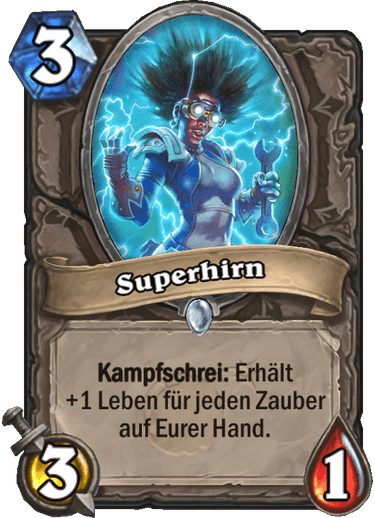 3
Superhirn
Kampfschrei: Erhält
+1 Leben für jeden Zauber
auf Eurer Hand.
3
1